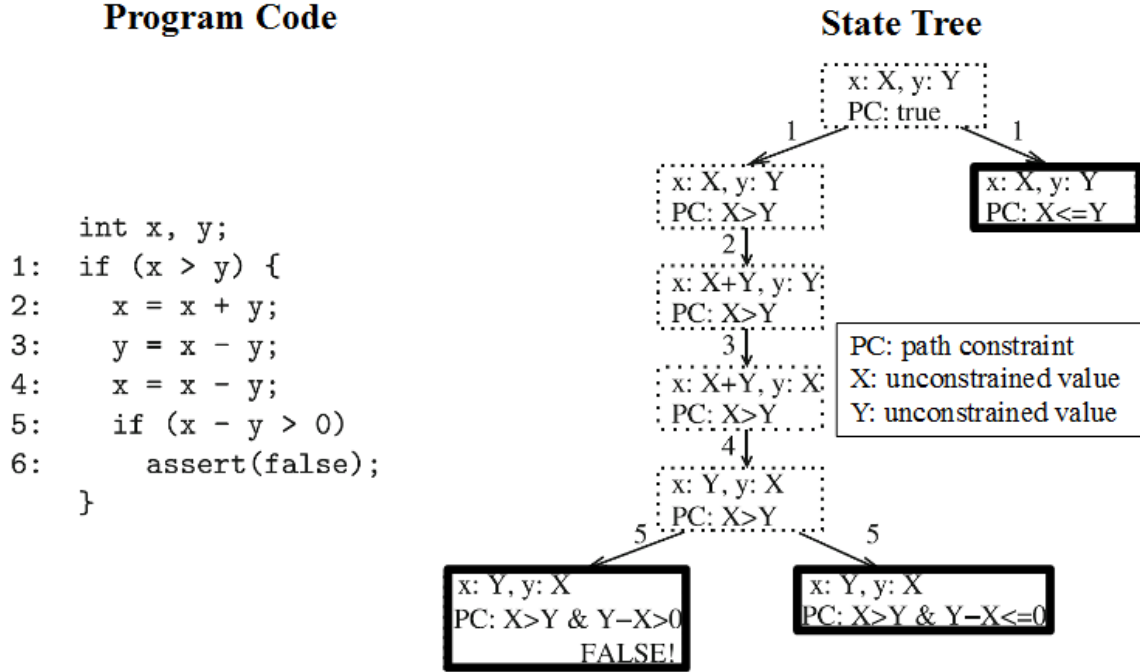 Program Code
int x, y;
1: if (x > y) {
2: x = x + y;
3: y = x - y;
4: x = x - y;
5: if (x - y > 0)
6: assert(false);
}
State Tree
x: X, y: Y
PC: true
1
1
x: X, y: Y
PC: X>Y
x: X, y: Y
PC: X<=Y
2
x: X+Y, y: Y
PC: X>Y
3
x: X+Y, y: X
PC: X>Y
4
x: Y, y: X
PC: X>Y
5
5
x: Y, y: X
PC: X>Y & Y−X>0
FALSE!
x: Y, y: X
PC: X>Y & Y−X<=0
PC: path constraint
X: unconstrained value
Y: unconstrained value